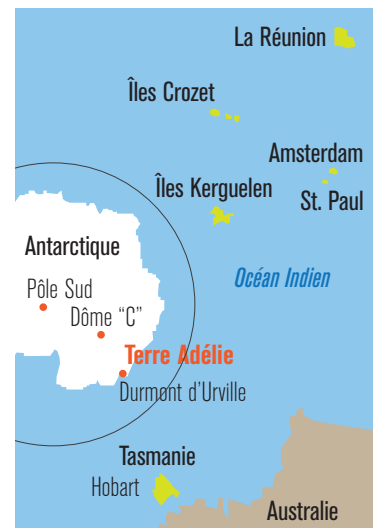 La Réunion
Îles Crozet
Amsterdam
Îles Kerguelen
St. Paul
Antarctique
Océan Indien
Pôle Sud
Dôme “C”
Terre Adélie
Durmont d’Urville
Tasmanie
Hobart
Australie